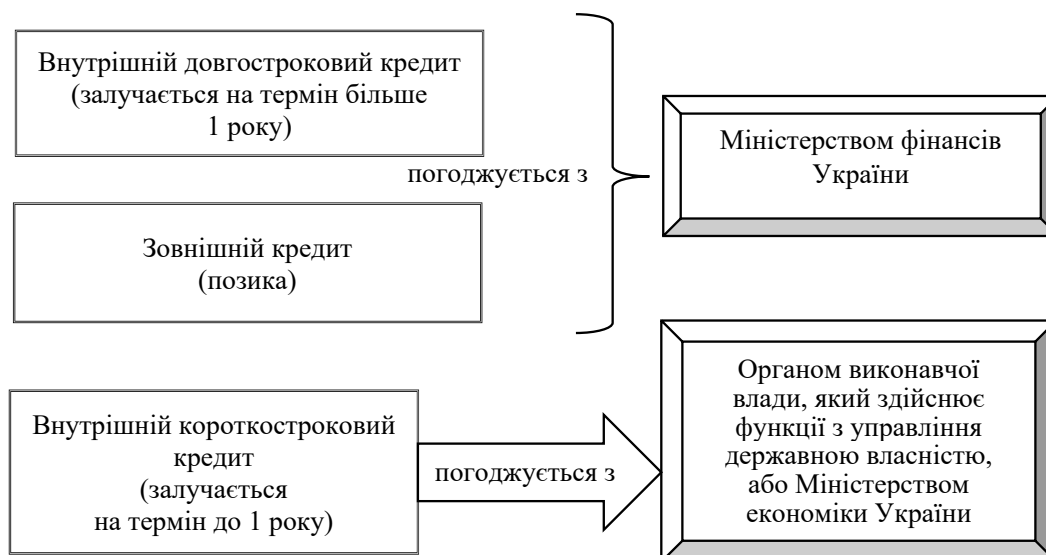 Внутрішній довгостроковий кредит
(залучається на термін більше
1 року)
погоджується з
Міністерством фінансів
України
Зовнішній кредит
(позика)
Внутрішній короткостроковий
кредит
(залучається
на термін до 1 року)
погоджується з
Органом виконавчої
влади, який здійснює
функції з управління
державною власністю,
або Міністерством
економіки України